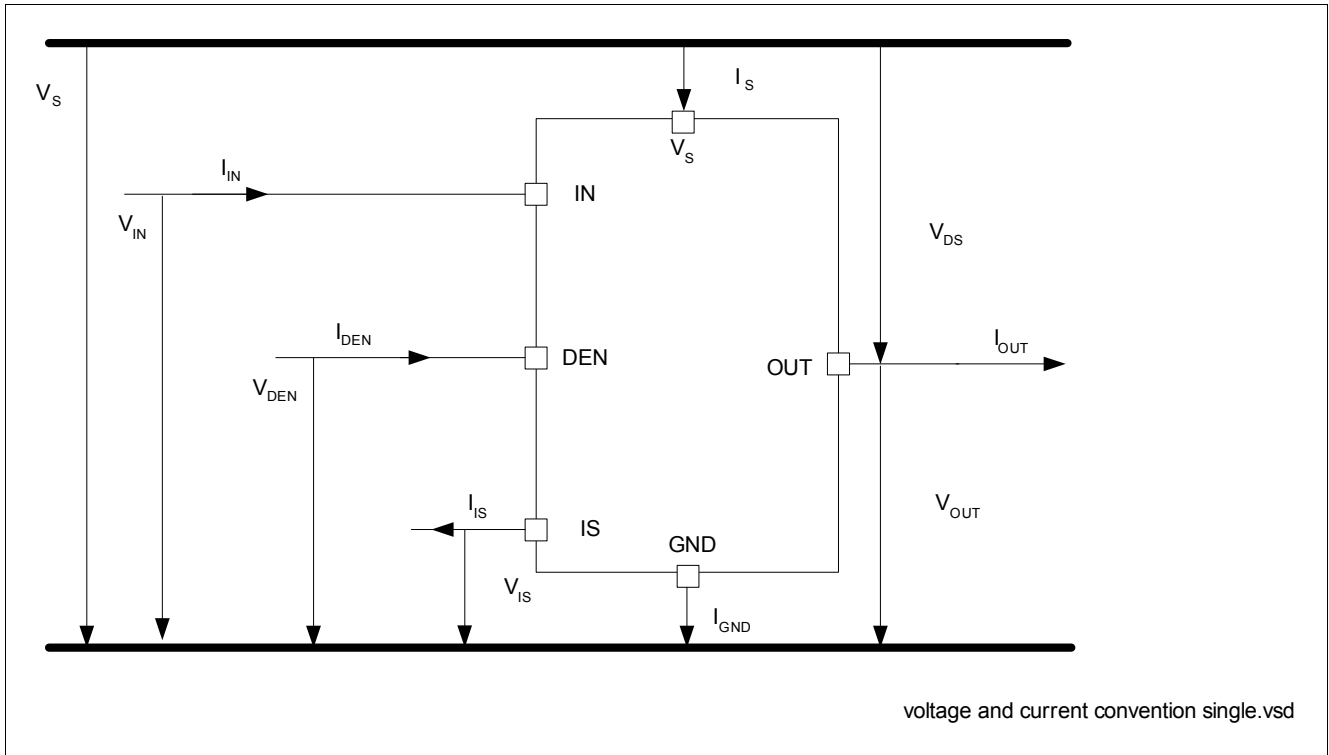 V_S
I_S
V_S
I_IN
IN
V_IN
V_DS
I_DEN
DEN
I_OUT
OUT
V_DEN
I_IS
IS
V_OUT
GND
V_IS
I_GND
voltage and current convention single.vsd